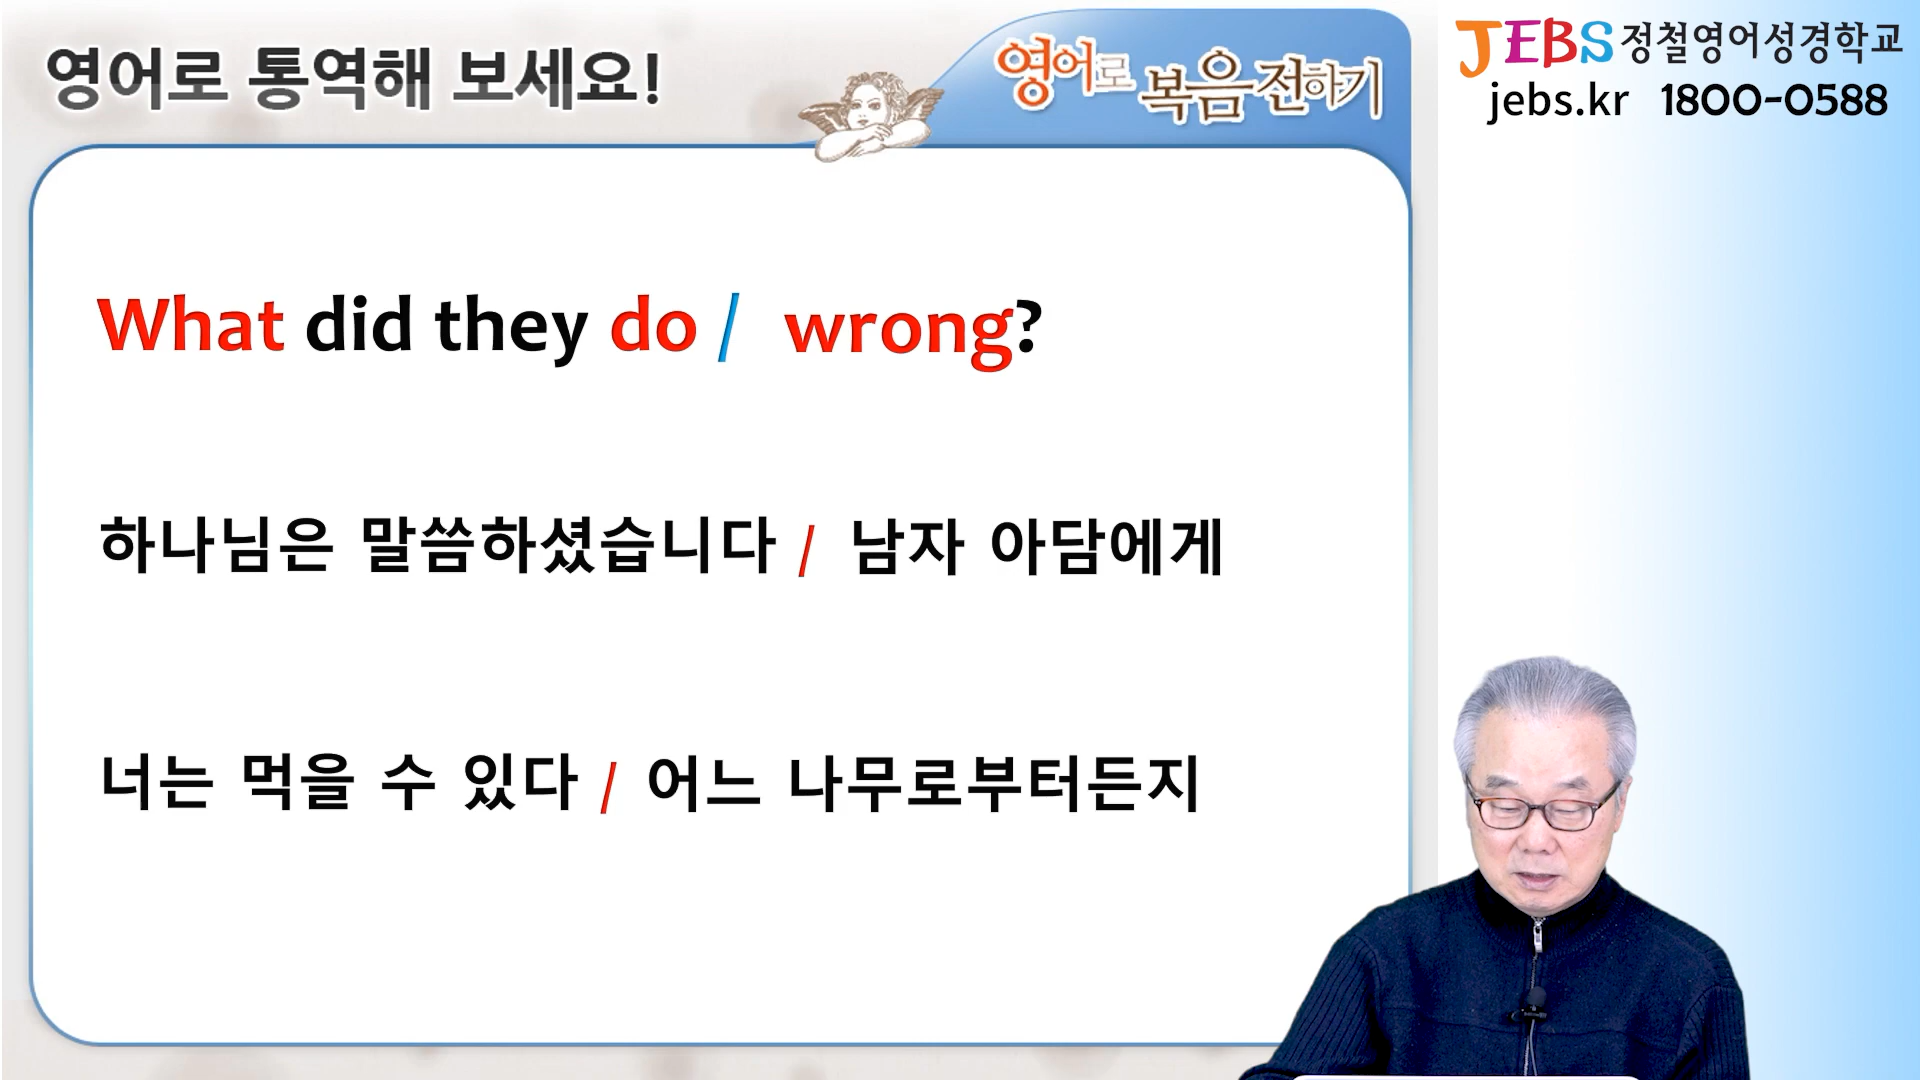 영어로 통역해 보세요!
영어로 복음 전하기
JEBS 정철영어성경학교
jebs.kr 1800-0588
What did they do / wrong?
하나님은 말씀하셨습니다 / 남자 아담에게
너는 먹을 수 있다 / 어느 나무로부터든지